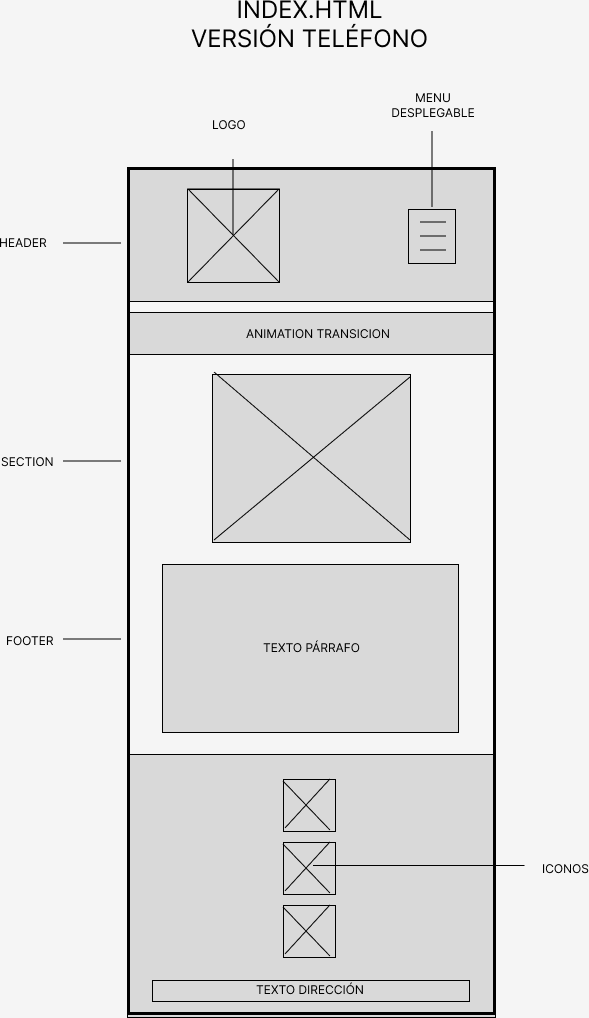 INDEX.HTML
VERSIÓN TELÉFONO
MENU
DESPLEGABLE
LOGO
HEADER
ANIMATION TRANSICION
SECTION
FOOTER
TEXTO PÁRRAFO
ICONOS
TEXTO DIRECCIÓN